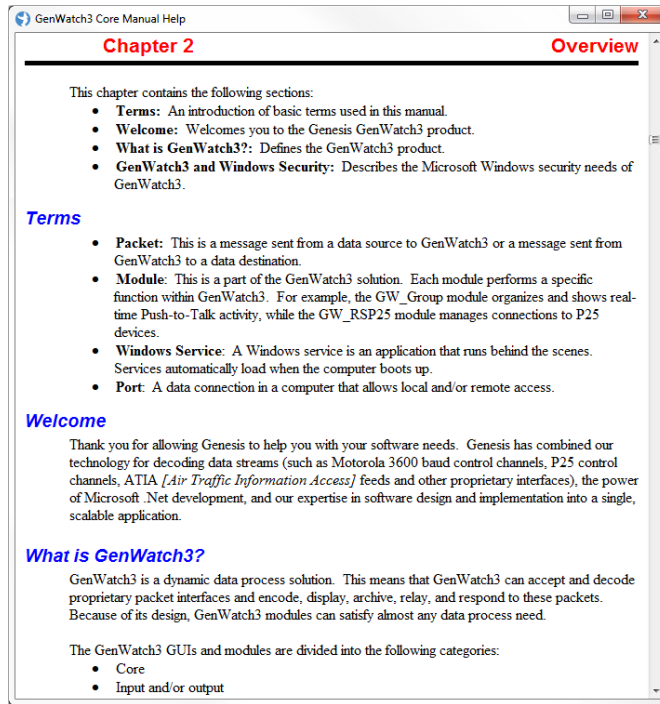 GenWatch3 Core Manual Help
Chapter 2 Overview
This chapter contains the following sections:
• Terms: An introduction of basic terms used in this manual.
• Welcome: Welcomes you to the Genesis GenWatch3 product.
• What is GenWatch3?: Defines the GenWatch3 product.
• GenWatch3 and Windows Security: Describes the Microsoft Windows security needs of
GenWatch3.
Terms
• Packet: This is a message sent from a data source to GenWatch3 or a message sent from
GenWatch3 to a data destination.
• Module: This is a part of the GenWatch3 solution. Each module performs a specific
function within GenWatch3. For example, the GW_Group module organizes and shows real-
time Push-to-Talk activity, while the GW_RSP25 module manages connections to P25
devices.
• Windows Service: A Windows service is an application that runs behind the scenes.
Services automatically load when the computer boots up.
• Port: A data connection in a computer that allows local and/or remote access.
Welcome
Thank you for allowing Genesis to help you with your software needs. Genesis has combined our
technology for decoding data streams (such as Motorola 3600 baud control channels, P25 control
channels, ATIA [Air Traffic Information Access] feeds and other proprietary interfaces), the power
of Microsoft .Net development, and our expertise in software design and implementation into a single,
scalable application.
What is GenWatch3?
GenWatch3 is a dynamic data process solution. This means that GenWatch3 can accept and decode
proprietary packet interfaces and encode, display, archive, relay, and respond to these packets.
Because of its design, GenWatch3 modules can satisfy almost any data process need.
The GenWatch3 GUIs and modules are divided into the following categories:
• Core
• Input and/or output